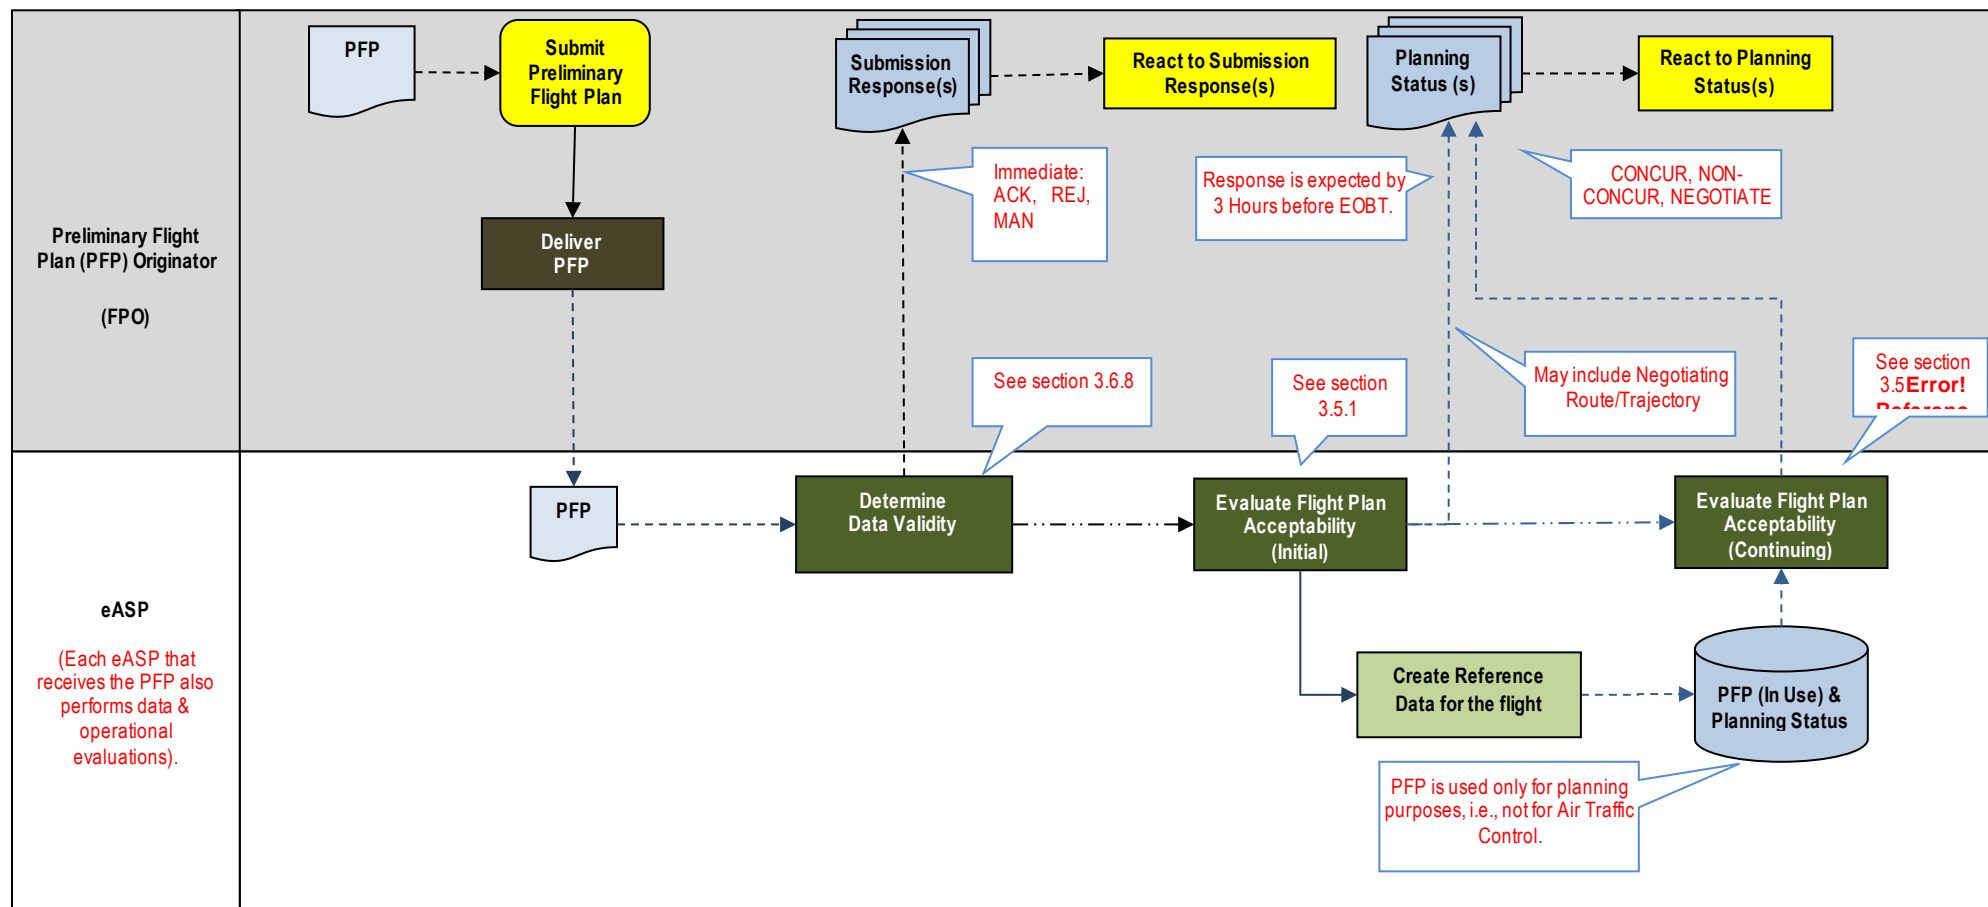 PFP
Submit
Preliminary
Flight Plan
Submission
Response(s)
React to Submission
Response(s)
Planning
Status (s)
React to Planning
Status(s)
Immediate:
ACK, REJ,
MAN
Response is expected by
3 Hours before EOBT.
CONCUR, NON-
CONCUR, NEGOTIATE
Deliver
PFP
Preliminary Flight
Plan (PFP) Originator
(FPO)
See section 3.6.8
See section
3.5.1
May include Negotiating
Route/Trajectory
See section
3.5Error!
Referenc
PFP
Determine
Data Validity
Evaluate Flight Plan
Acceptability
(Initial)
Evaluate Flight Plan
Acceptability
(Continuing)
eASP
(Each eASP that
receives the PFP also
performs data &
operational
evaluations).
Create Reference
Data for the flight
PFP (In Use) &
Planning Status
PFP is used only for planning
purposes, i.e., not for Air Traffic
Control.